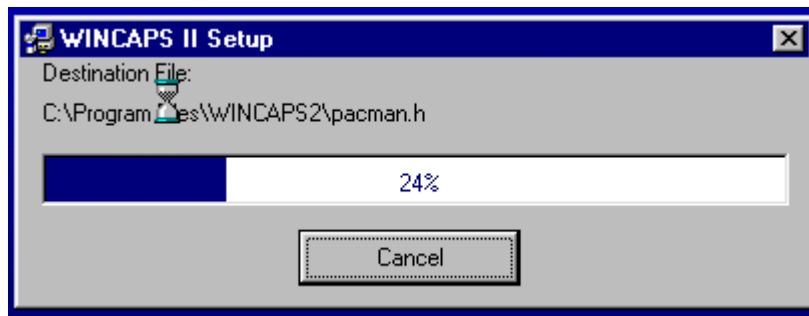 WINCAPS II Setup
Destination File:
C:\Program es\WINCAPS2\pacman.h
24%
Cancel